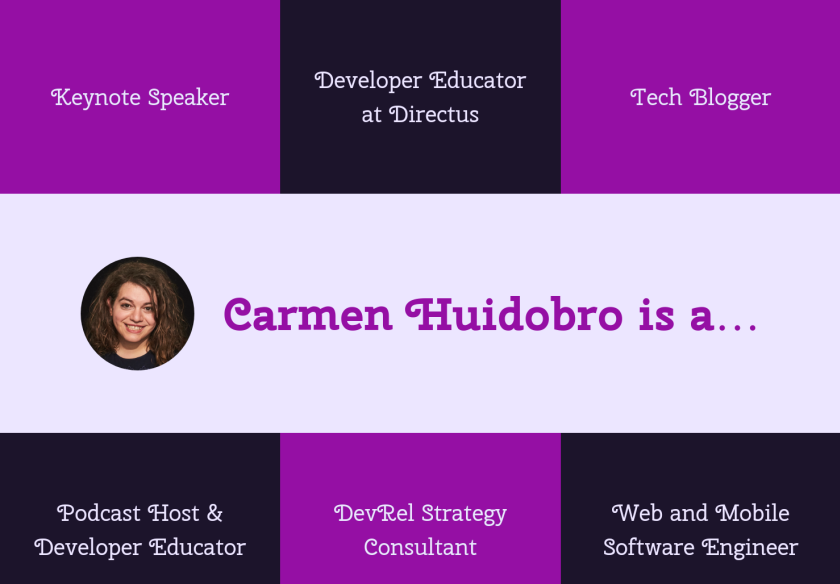 Keynote Speaker
Developer Educator
at Directus
Tech Blogger
Carmen Huidobro is a...
Podcast Host &
Developer Educator
DevRel Strategy
Consultant
Web and Mobile
Software Engineer